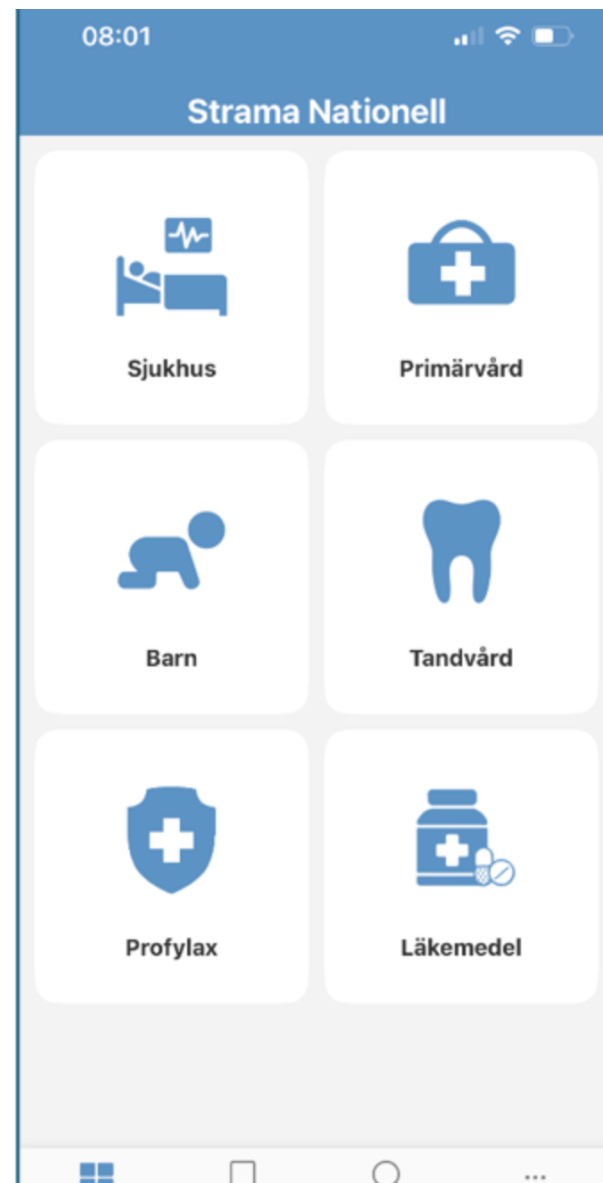 08:01
Strama Nationell
Sjukhus
Primärvård
Barn
Tandvård
Profylax
Läkemedel